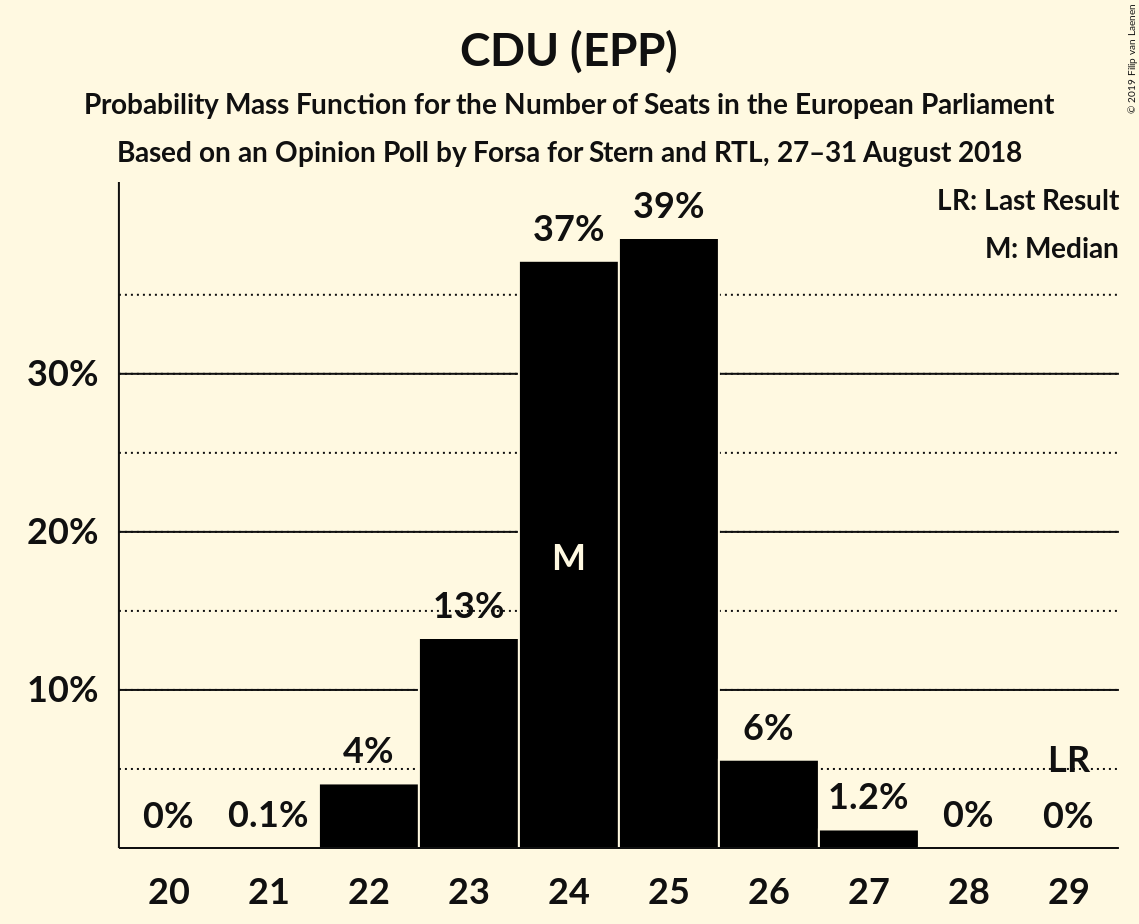 CDU (EPP)
Probability Mass Function for the Number of Seats in the European Parliament
Based on an Opinion Poll by Forsa for Stern and RTL, 27–31 August 2018
© 2019 Filip van Laenen
LR: Last Result
M: Median
30%
20%
10%
0%
0.1%
4%
13%
37%
M
39%
6%
1.2%
0%
LR
0%
20 21 22 23 24 25 26 27 28 29